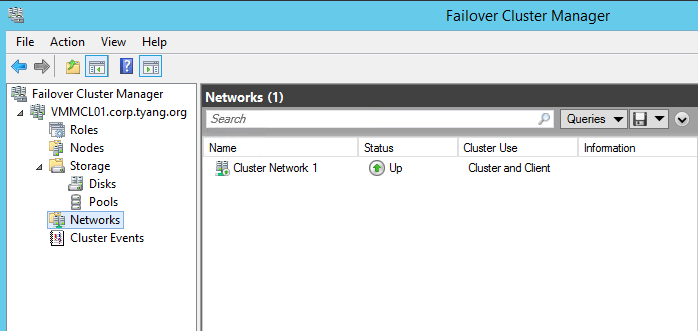 Failover Cluster Manager
File Action View Help
Failover Cluster Manager
VMMCL01.corp.tyang.org
Roles
Nodes
Storage
Disks
Pools
Networks
Cluster Events
Networks (1)
Search Queries
Name Status Cluster Use Information
Cluster Network 1 Up Cluster and Client